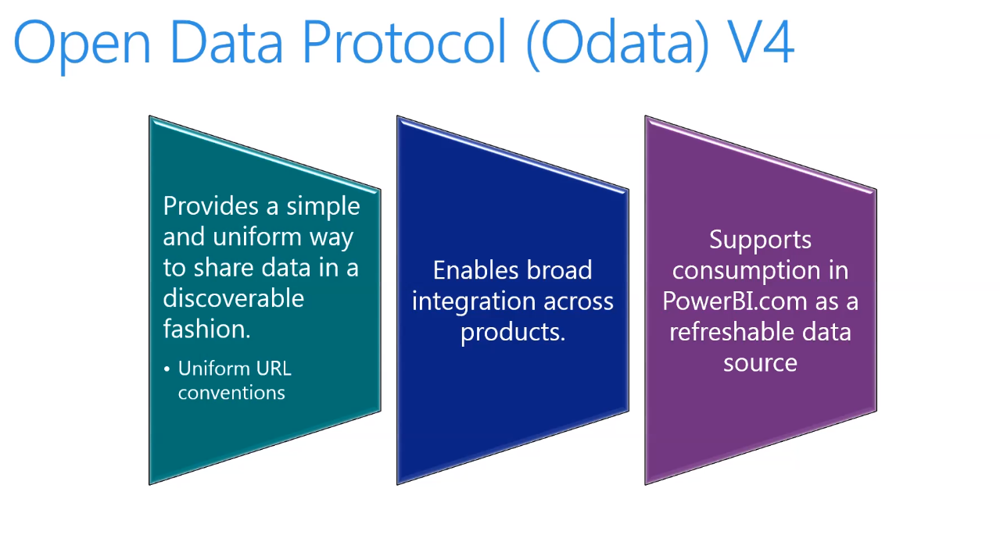 Open Data Protocol (Odata) V4
Provides a simple
and uniform way
to share data in a
discoverable
fashion.
• Uniform URL
conventions
Enables broad
integration across
products.
Supports
consumption in
PowerBI.com as a
refreshable data
source